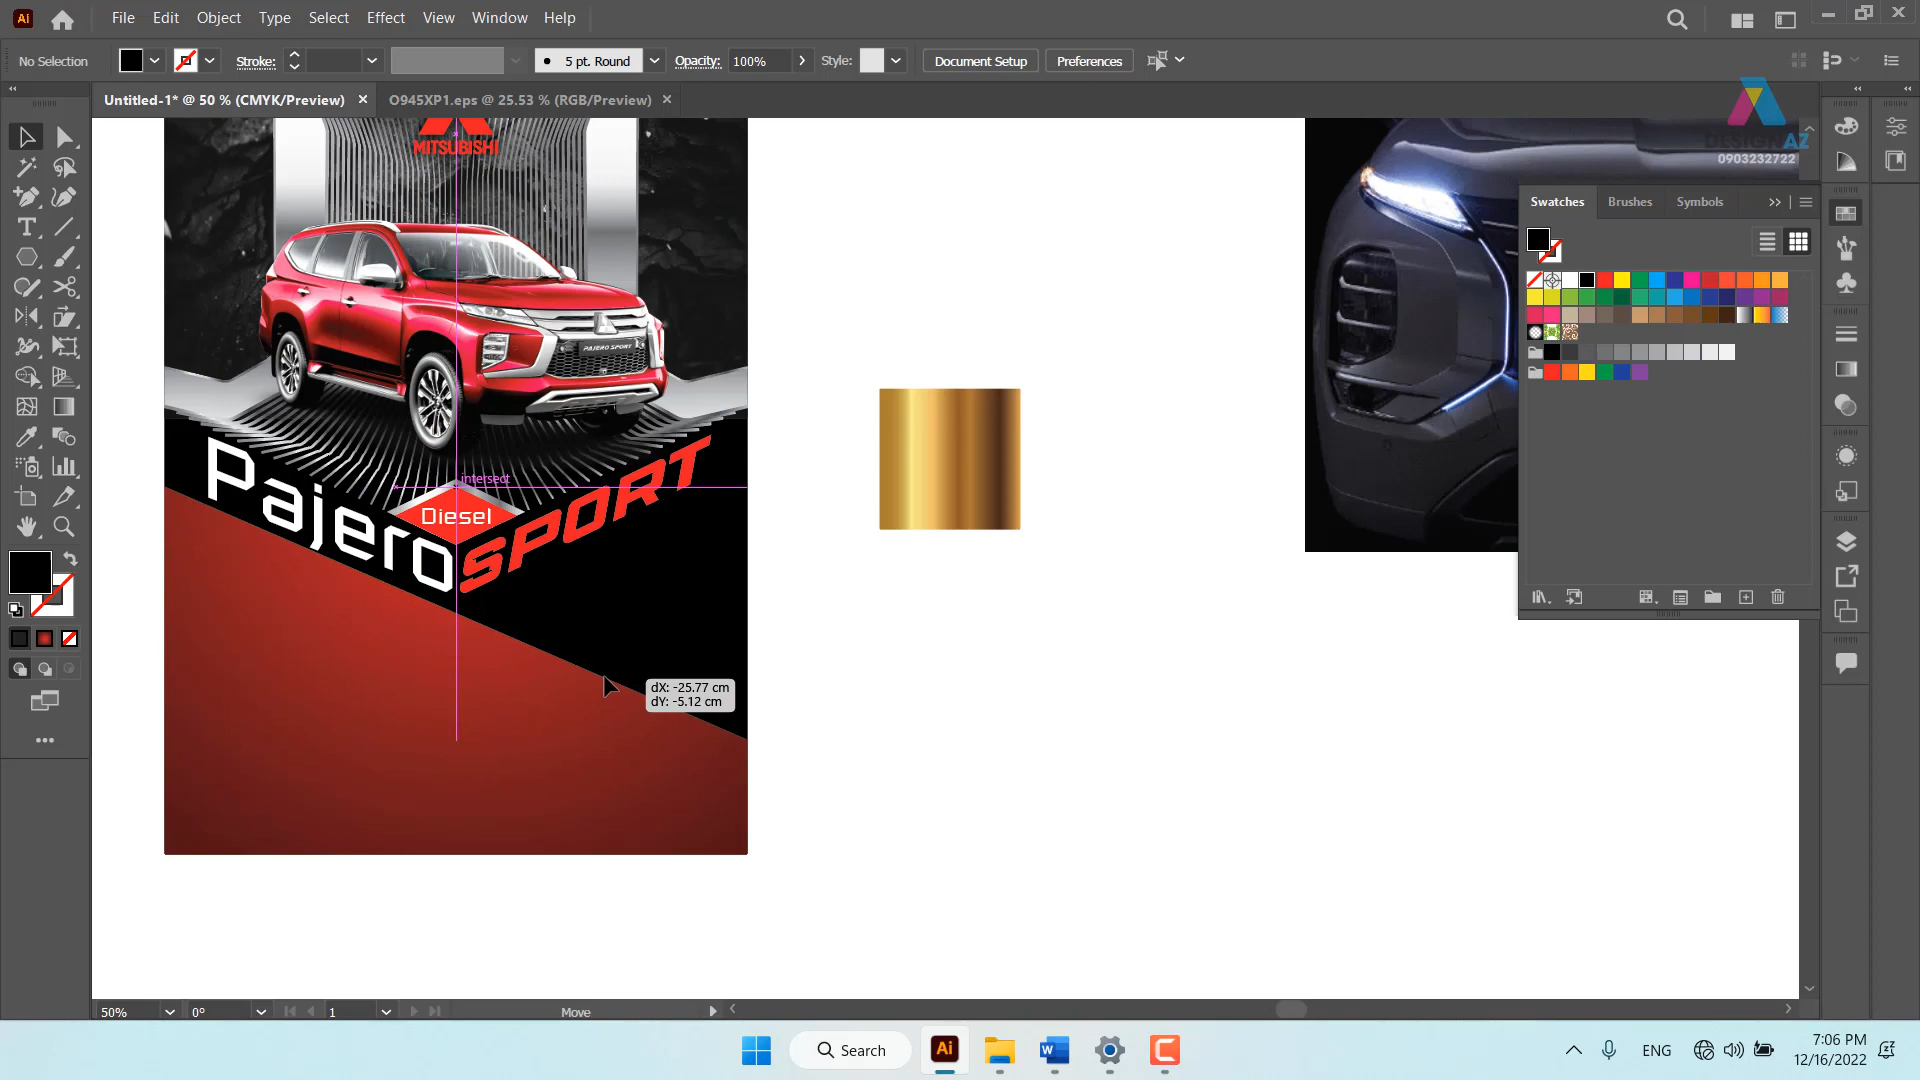 Ai File Edit Object Type Select Effect View Window Help
No Selection Stroke: 5 pt. Round Opacity: 100% Style: Document Setup Preferences
Untitled-1* @ 50 % (CMYK/Preview) × O945XP1.eps @ 25.53 % (RGB/Preview) ×
DESIGN AZ
0903232722
MITSUBISHI
Swatches Brushes Symbols
PAJERO SPORT
intersect
Diesel
Pajero SPORT
dX: -25.77 cm
dY: -5.12 cm
50% 0° 1 Move
Search
Ai
W
C
ENG
7:06 PM
12/16/2022